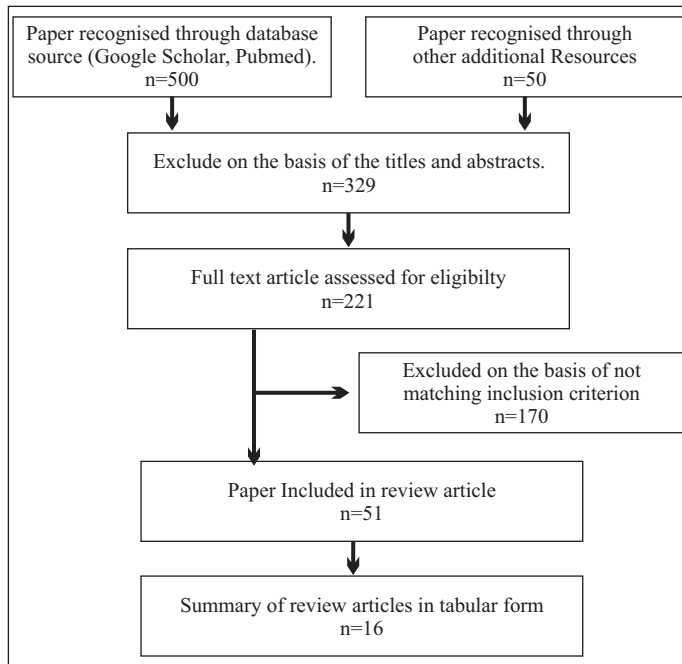 Paper recognised through database
source (Google Scholar, Pubmed).
n=500
Paper recognised through
other additional Resources
n=50
Exclude on the basis of the titles and abstracts.
n=329
Full text article assessed for eligibilty
n=221
Excluded on the basis of not
matching inclusion criterion
n=170
Paper Included in review article
n=51
Summary of review articles in tabular form
n=16